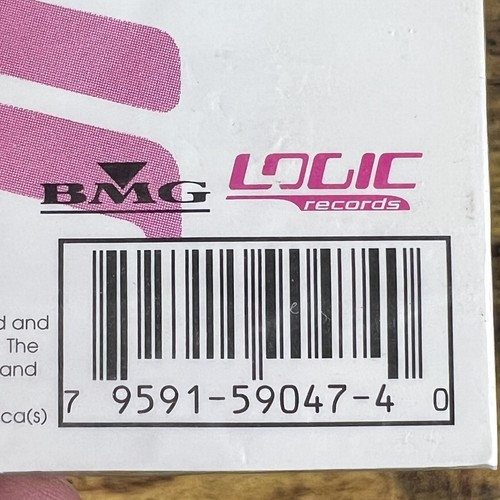 BMG
LOGIC
records
d and
The
and
ca(s)
7 9591-59047-4 0